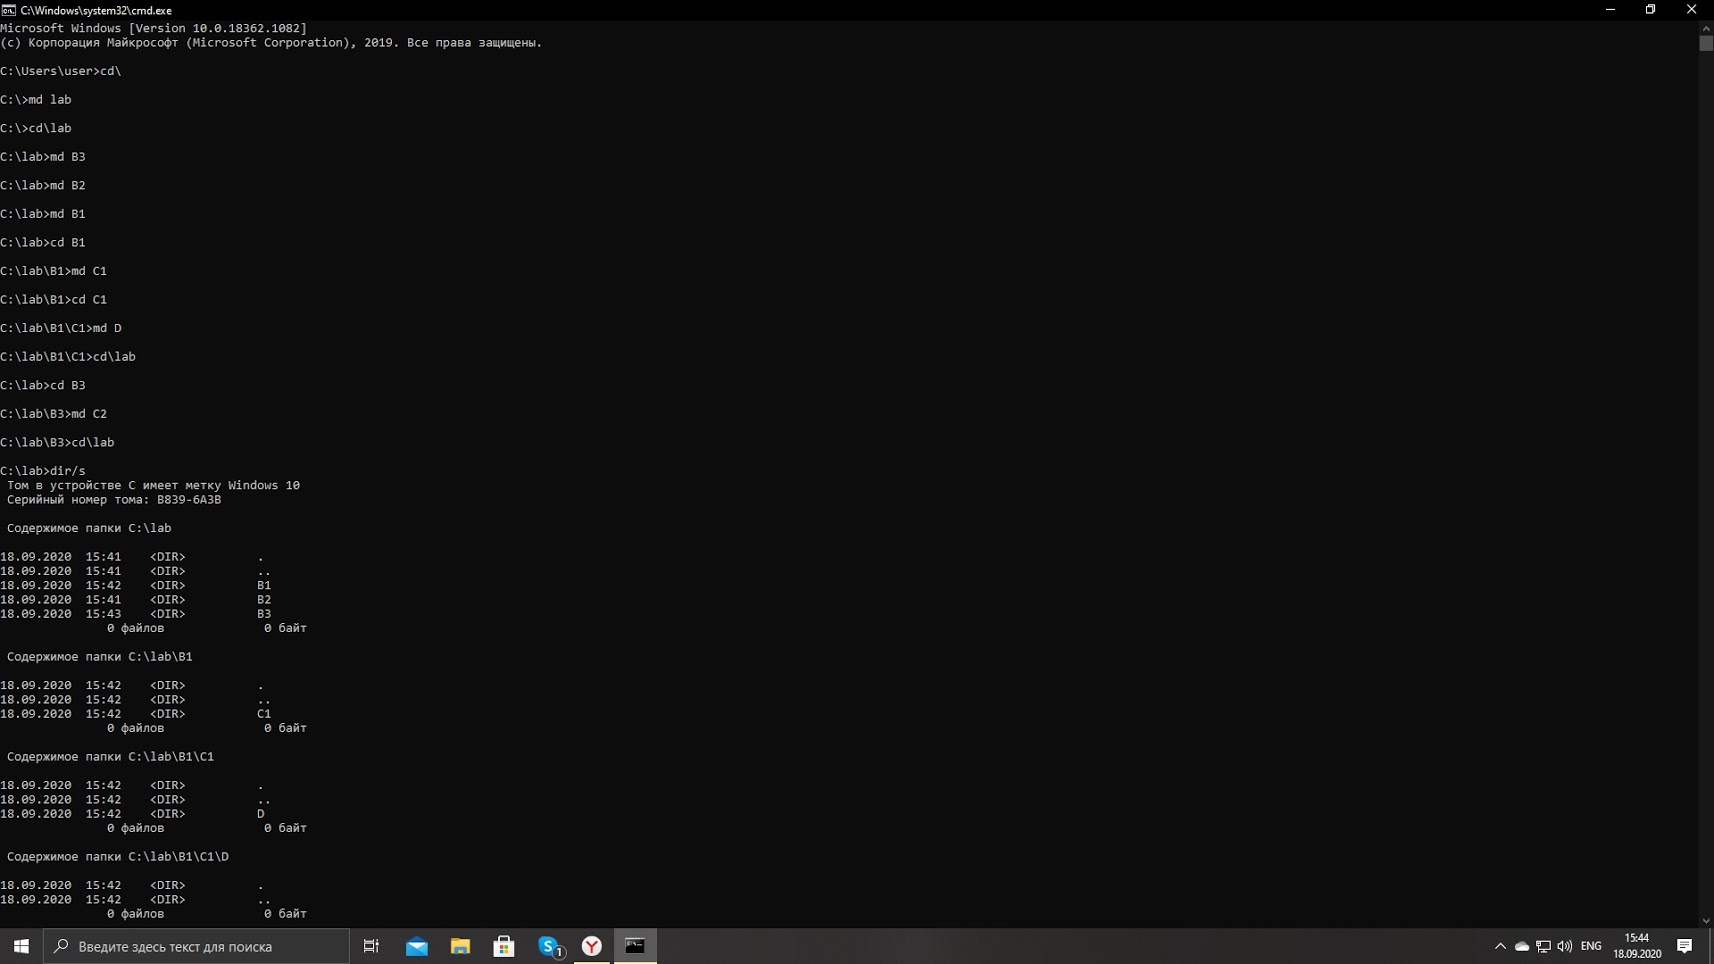 C:\Windows\system32\cmd.exe
Microsoft Windows [Version 10.0.18362.1082]
(c) Корпорация Майкрософт (Microsoft Corporation), 2019. Все права защищены.
C:\Users\user>cd\
C:\>md lab
C:\>cd\lab
C:\lab>md B3
C:\lab>md B2
C:\lab>md B1
C:\lab>cd B1
C:\lab\B1>md C1
C:\lab\B1>cd C1
C:\lab\B1\C1>md D
C:\lab\B1\C1>cd\lab
C:\lab>cd B3
C:\lab\B3>md C2
C:\lab\B3>cd\lab
C:\lab>dir/s
Том в устройстве C имеет метку Windows 10
Серийный номер тома: B839-6A3B
Содержимое папки C:\lab
18.09.2020  15:41    <DIR>          .
18.09.2020  15:41    <DIR>          ..
18.09.2020  15:42    <DIR>          B1
18.09.2020  15:41    <DIR>          B2
18.09.2020  15:43    <DIR>          B3
0 файлов              0 байт
Содержимое папки C:\lab\B1
18.09.2020  15:42    <DIR>          .
18.09.2020  15:42    <DIR>          ..
18.09.2020  15:42    <DIR>          C1
0 файлов              0 байт
Содержимое папки C:\lab\B1\C1
18.09.2020  15:42    <DIR>          .
18.09.2020  15:42    <DIR>          ..
18.09.2020  15:42    <DIR>          D
0 файлов              0 байт
Содержимое папки C:\lab\B1\C1\D
18.09.2020  15:42    <DIR>          .
18.09.2020  15:42    <DIR>          ..
0 файлов              0 байт
Введите здесь текст для поиска
S 1
Y
ENG
15:44
18.09.2020